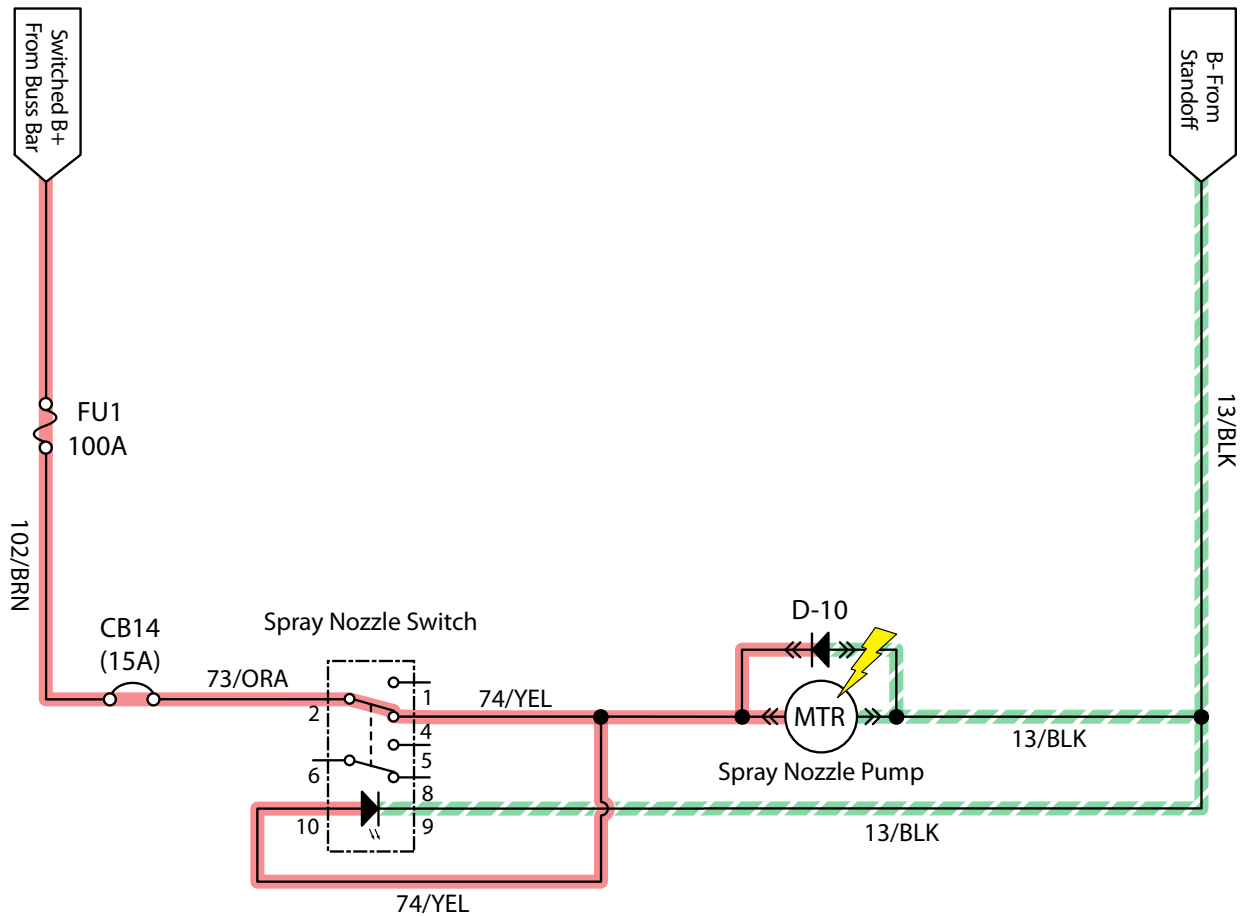 Switched B+
From Buss Bar
B- From
Standoff
FU1
100A
13/BLK
102/BRN
CB14
(15A)
73/ORA
Spray Nozzle Switch
D-10
1
2
74/YEL
4
5
6
8
10
9
MTR
13/BLK
Spray Nozzle Pump
13/BLK
74/YEL